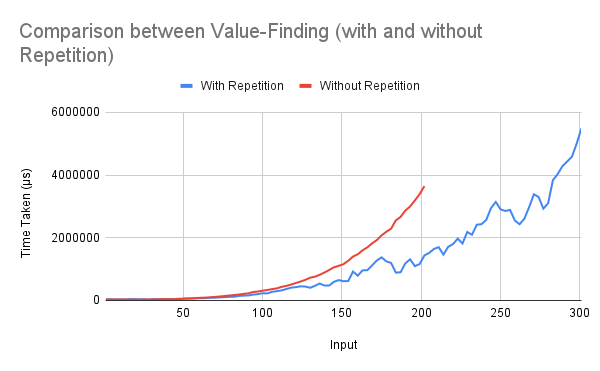 Comparison between Value-Finding (with and without
Repetition)
With Repetition Without Repetition
6000000
4000000
2000000
0
Time Taken (µs)
50 100 150 200 250 300
Input